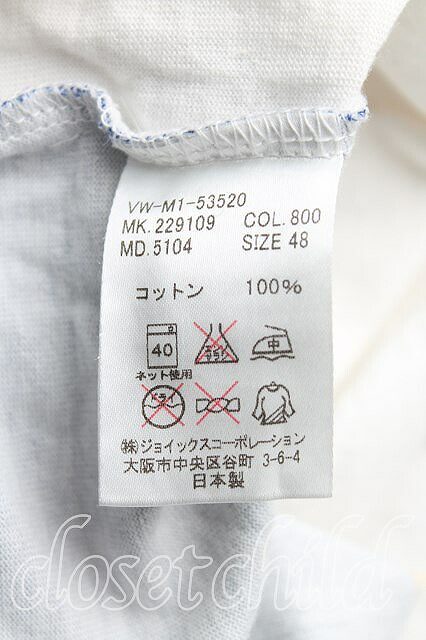 VW-M1-53520
MK.229109 COL.800
MD.5104 SIZE 48
コットン 100%
40
エンソサラシ
中
ネット使用
ドライ
㈱ジョイックスコーポレーション
大阪市中央区谷町 3-6-4
日本製
closetchild